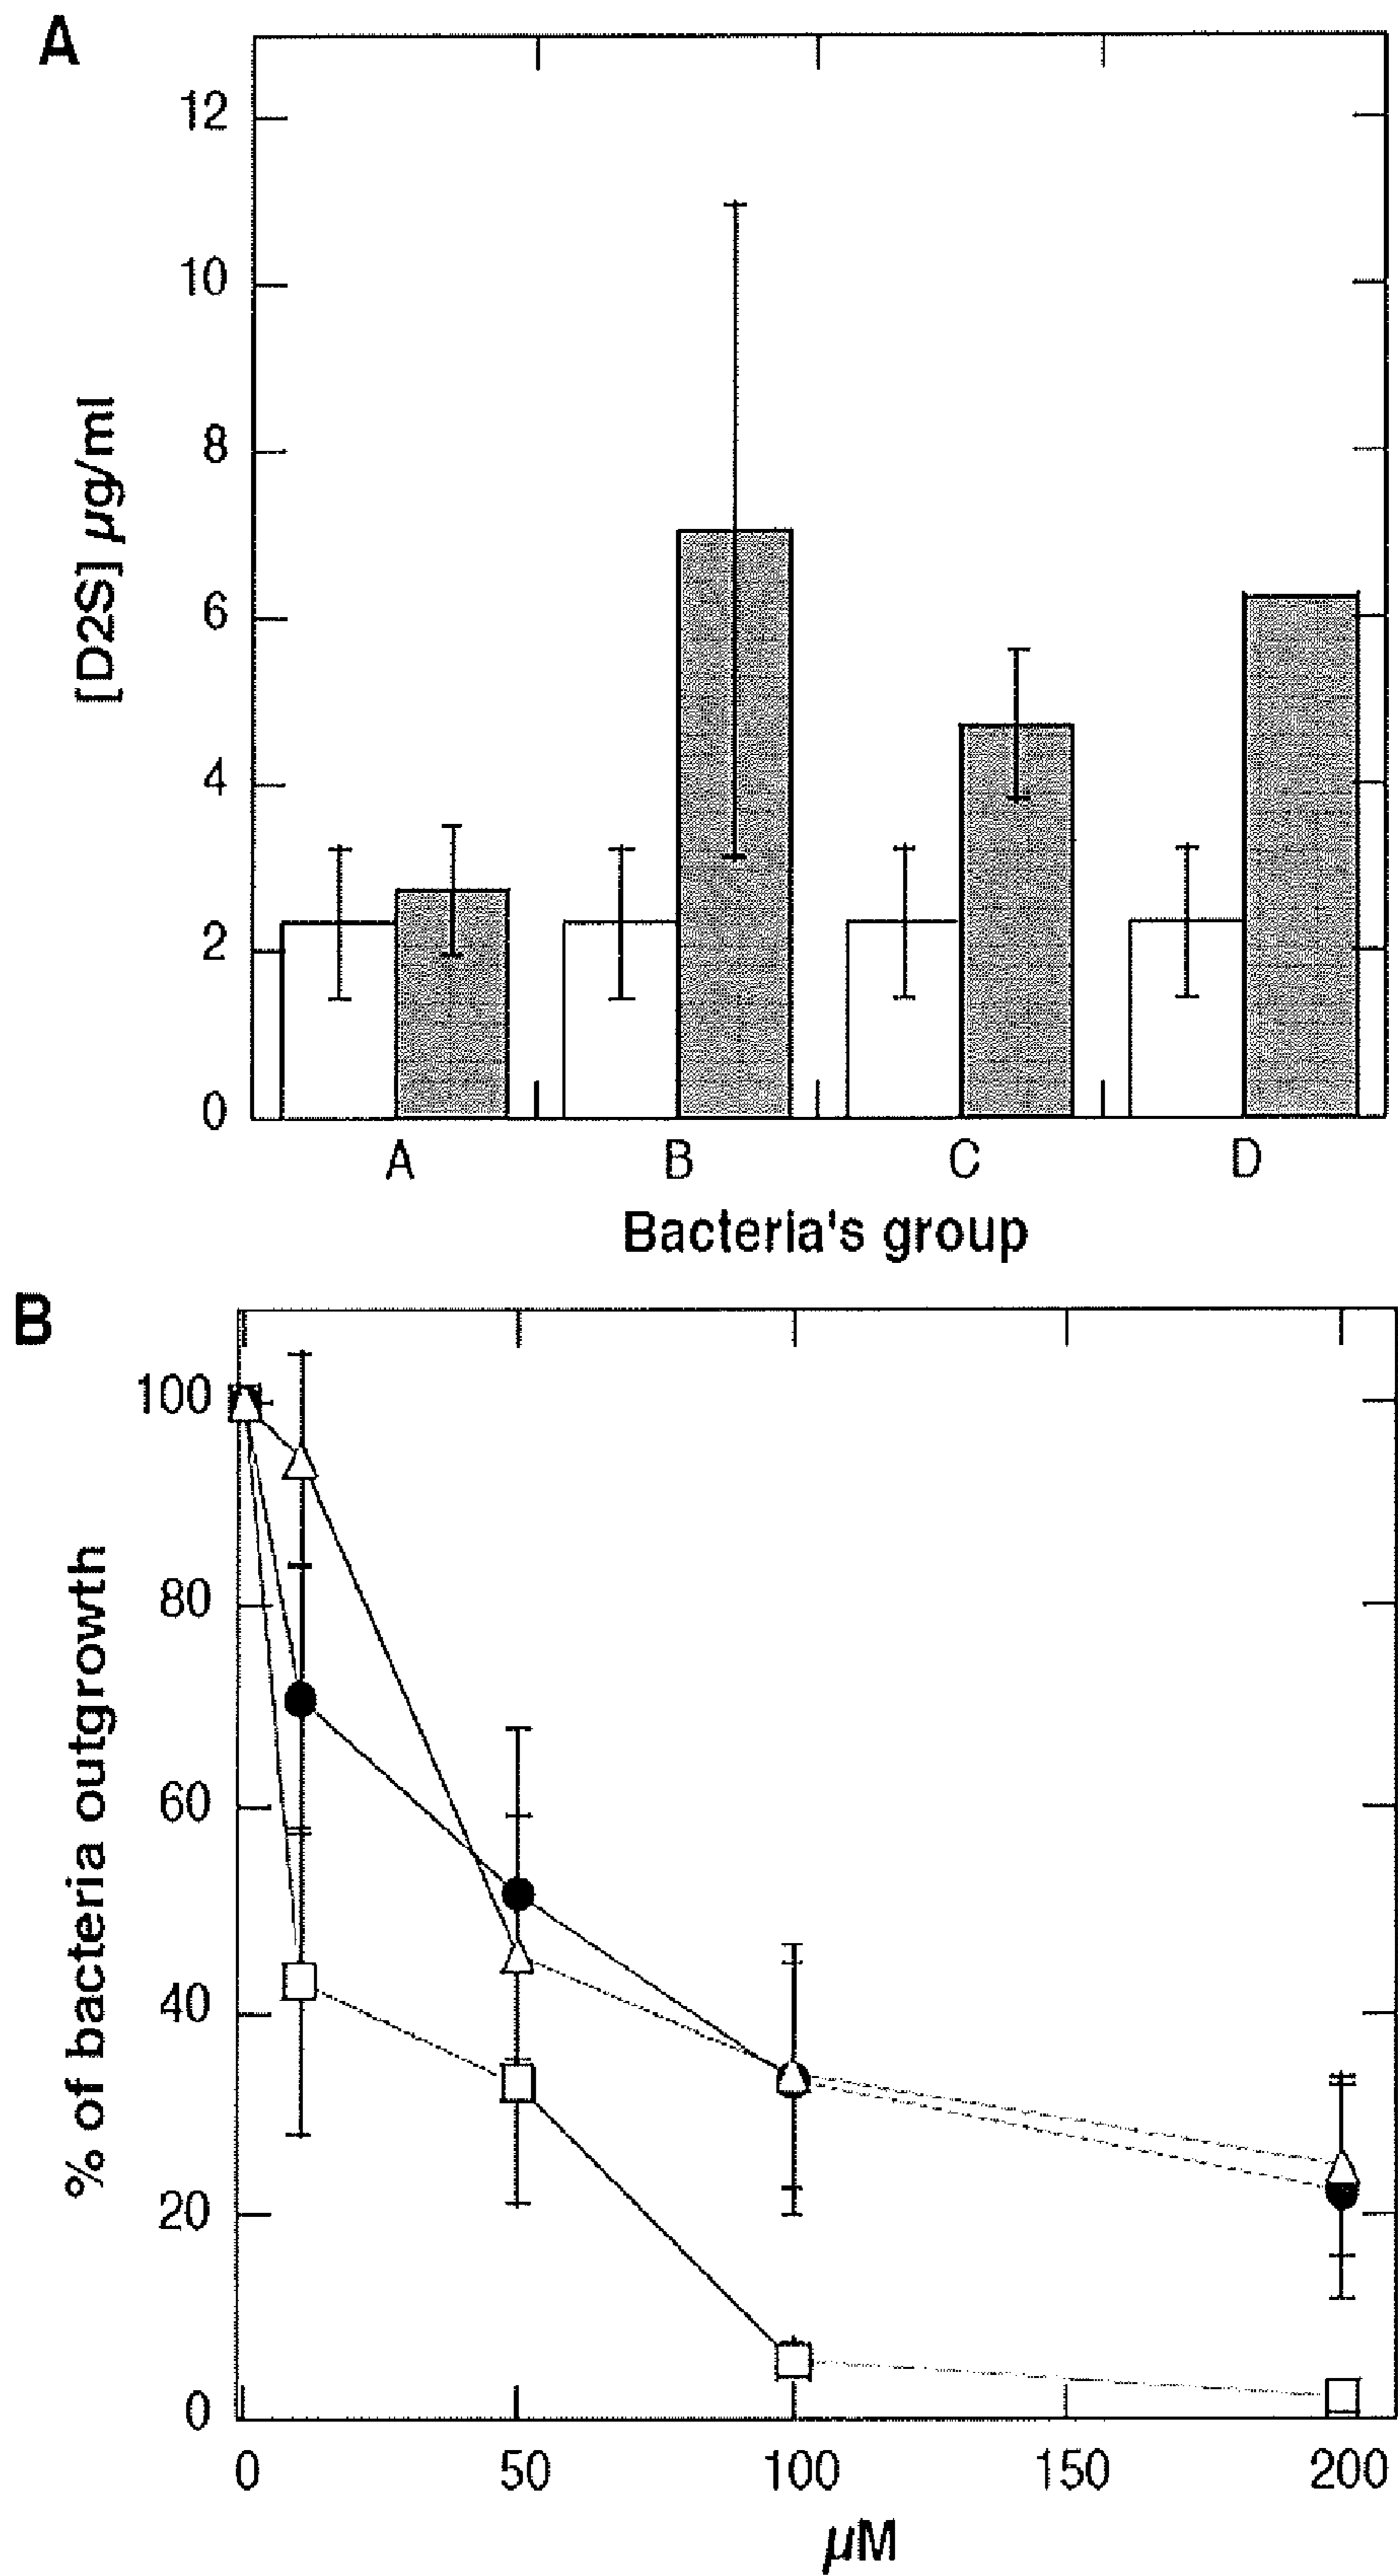 A
12
10
8
6
4
2
0
[D2S] µg/ml
A B C D
Bacteria's group
B
100
80
60
40
20
0
% of bacteria outgrowth
0 50 100 150 200
µM